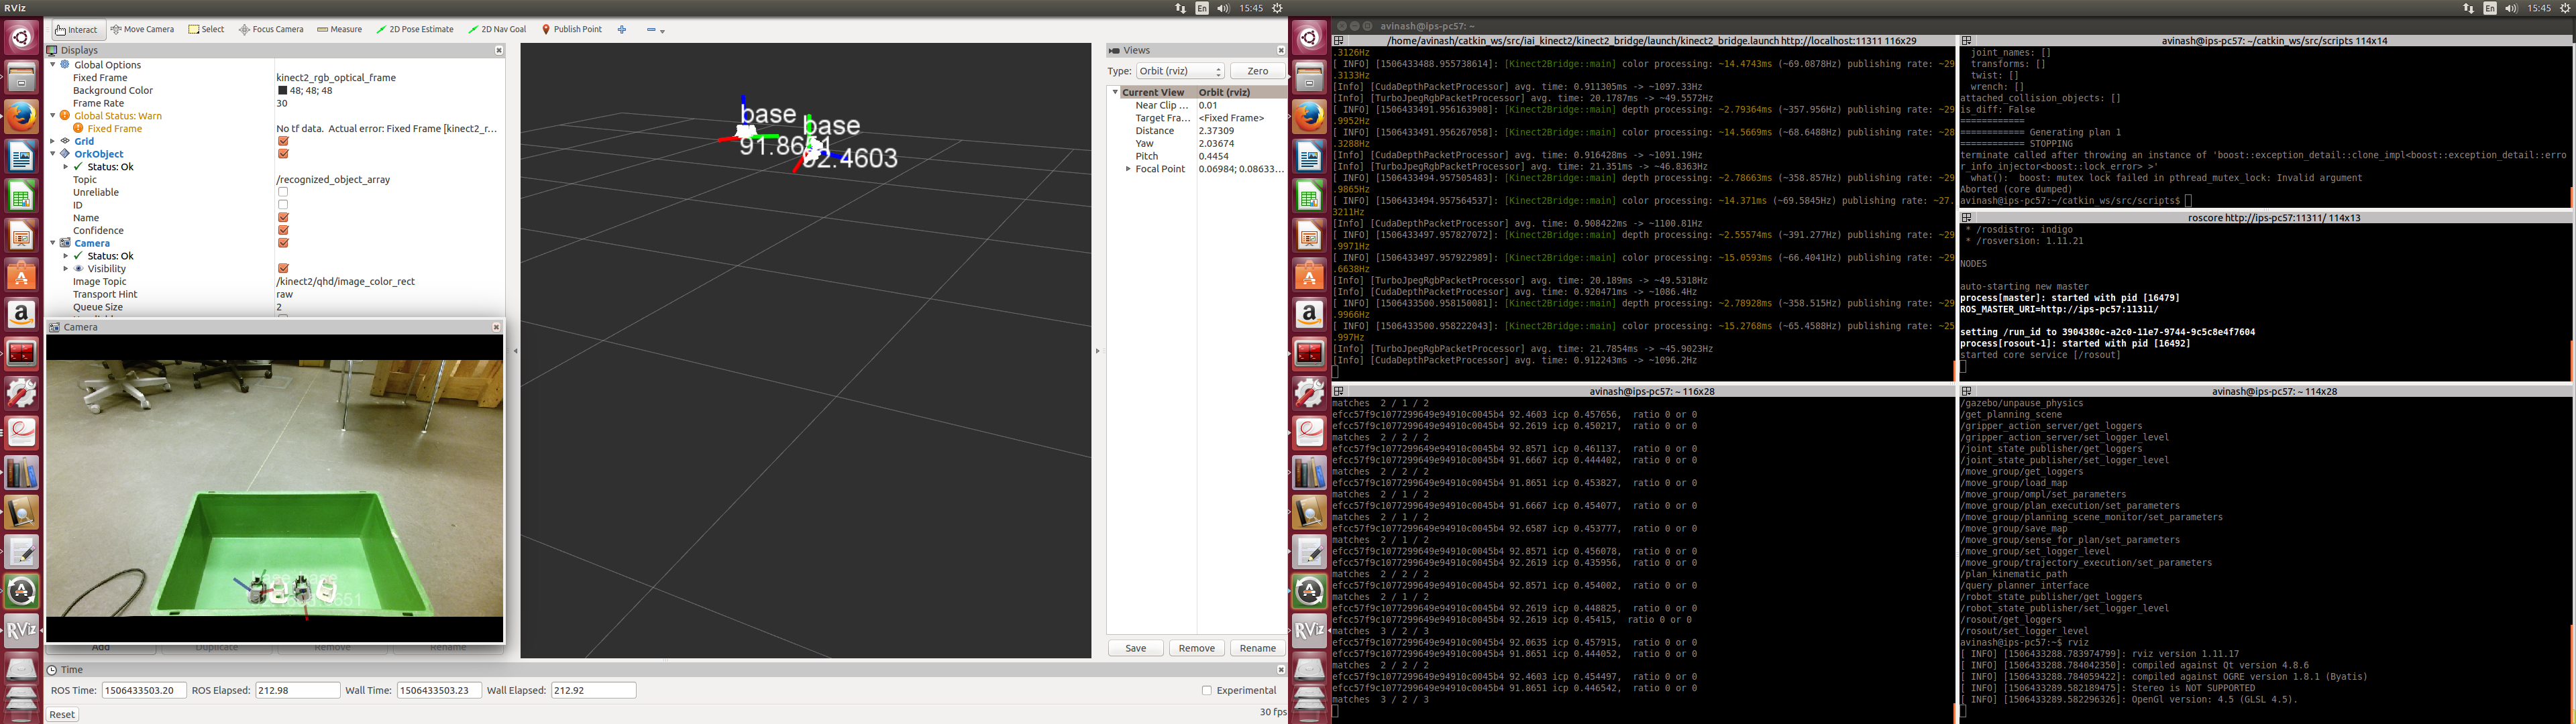 RViz
En
15:45
Interact
Move Camera
Select
Focus Camera
Measure
2D Pose Estimate
2D Nav Goal
Publish Point
Displays
Global Options
Fixed Frame kinect2_rgb_optical_frame
Background Color 48; 48; 48
Frame Rate 30
Global Status: Warn
Fixed Frame No tf data. Actual error: Fixed Frame [kinect2_r...
Grid
OrkObject
Status: Ok
Topic /recognized_object_array
Unreliable
ID
Name
Confidence
Camera
Status: Ok
Visibility
Image Topic /kinect2/qhd/image_color_rect
Transport Hint raw
Queue Size 2
Camera
Add Duplicate Remove Rename
base
base
92.4603
Views
Type: Orbit (rviz) Zero
Current View Orbit (rviz)
Near Clip ... 0.01
Target Fra... <Fixed Frame>
Distance 2.37309
Yaw 2.03674
Pitch 0.4454
Focal Point 0.06984; 0.08633...
Save Remove Rename
Time
ROS Time: 1506433503.20 ROS Elapsed: 212.98 Wall Time: 1506433503.23 Wall Elapsed: 212.92 Experimental
Reset
30 fps
En
15:45
avinash@ips-pc57: ~
/home/avinash/catkin_ws/src/iai_kinect2/kinect2_bridge/launch/kinect2_bridge.launch http://localhost:11311 116x29
.3126Hz
[ INFO] [1506433488.955738614]: [Kinect2Bridge::main] color processing: ~14.4743ms (~69.0878Hz) publishing rate: ~29
.3133Hz
[Info] [CudaDepthPacketProcessor] avg. time: 0.911305ms -> ~1097.33Hz
[Info] [TurboJpegRgbPacketProcessor] avg. time: 20.1787ms -> ~49.5572Hz
[ INFO] [1506433491.956163908]: [Kinect2Bridge::main] depth processing: ~2.79364ms (~357.956Hz) publishing rate: ~29
.9952Hz
[ INFO] [1506433491.956267058]: [Kinect2Bridge::main] color processing: ~14.5669ms (~68.6488Hz) publishing rate: ~28
.3288Hz
[Info] [CudaDepthPacketProcessor] avg. time: 0.916428ms -> ~1091.19Hz
[Info] [TurboJpegRgbPacketProcessor] avg. time: 21.351ms -> ~46.8363Hz
[ INFO] [1506433494.957505483]: [Kinect2Bridge::main] depth processing: ~2.78663ms (~358.857Hz) publishing rate: ~29
.9865Hz
[ INFO] [1506433494.957564537]: [Kinect2Bridge::main] color processing: ~14.371ms (~69.5845Hz) publishing rate: ~27.
3211Hz
[Info] [CudaDepthPacketProcessor] avg. time: 0.908422ms -> ~1100.81Hz
[ INFO] [1506433497.957827072]: [Kinect2Bridge::main] depth processing: ~2.55574ms (~391.277Hz) publishing rate: ~29
.9971Hz
[ INFO] [1506433497.957922989]: [Kinect2Bridge::main] color processing: ~15.0593ms (~66.4041Hz) publishing rate: ~29
.6638Hz
[Info] [TurboJpegRgbPacketProcessor] avg. time: 20.189ms -> ~49.5318Hz
[Info] [CudaDepthPacketProcessor] avg. time: 0.920471ms -> ~1086.4Hz
[ INFO] [1506433500.958150081]: [Kinect2Bridge::main] depth processing: ~2.78928ms (~358.515Hz) publishing rate: ~29
.9966Hz
[ INFO] [1506433500.958222043]: [Kinect2Bridge::main] color processing: ~15.2768ms (~65.4588Hz) publishing rate: ~25
.997Hz
[Info] [TurboJpegRgbPacketProcessor] avg. time: 21.7854ms -> ~45.9023Hz
[Info] [CudaDepthPacketProcessor] avg. time: 0.912243ms -> ~1096.2Hz
avinash@ips-pc57: ~/catkin_ws/src/scripts 114x14
joint_names: []
transforms: []
twist: []
wrench: []
attached_collision_objects: []
is_diff: False
============
============ Generating plan 1
============ STOPPING
terminate called after throwing an instance of 'boost::exception_detail::clone_impl<boost::exception_detail::erro
r_info_injector<boost::lock_error> >'
what(): boost: mutex lock failed in pthread_mutex_lock: Invalid argument
Aborted (core dumped)
avinash@ips-pc57:~/catkin_ws/src/scripts$
roscore http://ips-pc57:11311/ 114x13
* /rosdistro: indigo
* /rosversion: 1.11.21
NODES
auto-starting new master
process[master]: started with pid [16479]
ROS_MASTER_URI=http://ips-pc57:11311/
setting /run_id to 3904380c-a2c0-11e7-9744-9c5c8e4f7604
process[rosout-1]: started with pid [16492]
started core service [/rosout]
avinash@ips-pc57: ~ 116x28
matches 2 / 1 / 2
efcc57f9c1077299649e94910c0045b4 92.4603 icp 0.457656, ratio 0 or 0
efcc57f9c1077299649e94910c0045b4 92.2619 icp 0.450217, ratio 0 or 0
matches 2 / 2 / 2
efcc57f9c1077299649e94910c0045b4 92.8571 icp 0.461137, ratio 0 or 0
efcc57f9c1077299649e94910c0045b4 91.6667 icp 0.444402, ratio 0 or 0
matches 2 / 2 / 2
efcc57f9c1077299649e94910c0045b4 91.8651 icp 0.453827, ratio 0 or 0
matches 2 / 1 / 2
efcc57f9c1077299649e94910c0045b4 91.6667 icp 0.454077, ratio 0 or 0
matches 2 / 1 / 2
efcc57f9c1077299649e94910c0045b4 92.6587 icp 0.453777, ratio 0 or 0
matches 2 / 1 / 2
efcc57f9c1077299649e94910c0045b4 92.8571 icp 0.456078, ratio 0 or 0
efcc57f9c1077299649e94910c0045b4 92.2619 icp 0.435956, ratio 0 or 0
matches 2 / 2 / 2
efcc57f9c1077299649e94910c0045b4 92.8571 icp 0.454002, ratio 0 or 0
matches 2 / 1 / 2
efcc57f9c1077299649e94910c0045b4 92.2619 icp 0.448825, ratio 0 or 0
efcc57f9c1077299649e94910c0045b4 92.2619 icp 0.45415, ratio 0 or 0
matches 3 / 2 / 3
efcc57f9c1077299649e94910c0045b4 92.0635 icp 0.457915, ratio 0 or 0
efcc57f9c1077299649e94910c0045b4 91.8651 icp 0.444052, ratio 0 or 0
matches 2 / 2 / 2
efcc57f9c1077299649e94910c0045b4 92.4603 icp 0.454497, ratio 0 or 0
efcc57f9c1077299649e94910c0045b4 91.8651 icp 0.446542, ratio 0 or 0
matches 3 / 2 / 3
avinash@ips-pc57: ~ 114x28
/gazebo/unpause_physics
/get_planning_scene
/gripper_action_server/get_loggers
/gripper_action_server/set_logger_level
/joint_state_publisher/get_loggers
/joint_state_publisher/set_logger_level
/move_group/get_loggers
/move_group/load_map
/move_group/ompl/set_parameters
/move_group/plan_execution/set_parameters
/move_group/planning_scene_monitor/set_parameters
/move_group/save_map
/move_group/sense_for_plan/set_parameters
/move_group/set_logger_level
/move_group/trajectory_execution/set_parameters
/plan_kinematic_path
/query_planner_interface
/robot_state_publisher/get_loggers
/robot_state_publisher/set_logger_level
/rosout/get_loggers
/rosout/set_logger_level
avinash@ips-pc57:~$ rviz
[ INFO] [1506433288.783974799]: rviz version 1.11.17
[ INFO] [1506433288.784042350]: compiled against Qt version 4.8.6
[ INFO] [1506433288.784059422]: compiled against OGRE version 1.8.1 (Byatis)
[ INFO] [1506433289.582189475]: Stereo is NOT SUPPORTED
[ INFO] [1506433289.582296326]: OpenGl version: 4.5 (GLSL 4.5).